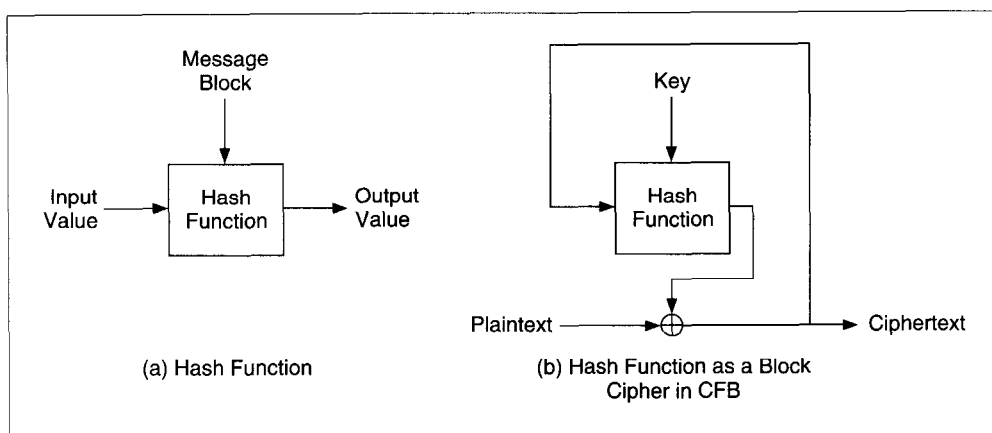 Message
Block
Input
Value
Hash
Function
Output
Value
(a) Hash Function
Key
Hash
Function
Plaintext
Ciphertext
(b) Hash Function as a Block
Cipher in CFB